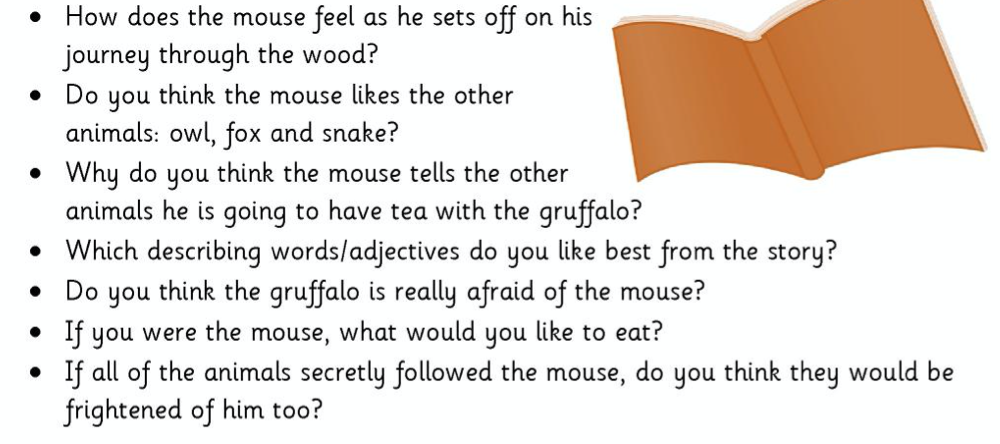 • How does the mouse feel as he sets off on his
journey through the wood?
• Do you think the mouse likes the other
animals: owl, fox and snake?
• Why do you think the mouse tells the other
animals he is going to have tea with the gruffalo?
• Which describing words/adjectives do you like best from the story?
• Do you think the gruffalo is really afraid of the mouse?
• If you were the mouse, what would you like to eat?
• If all of the animals secretly followed the mouse, do you think they would be
frightened of him too?